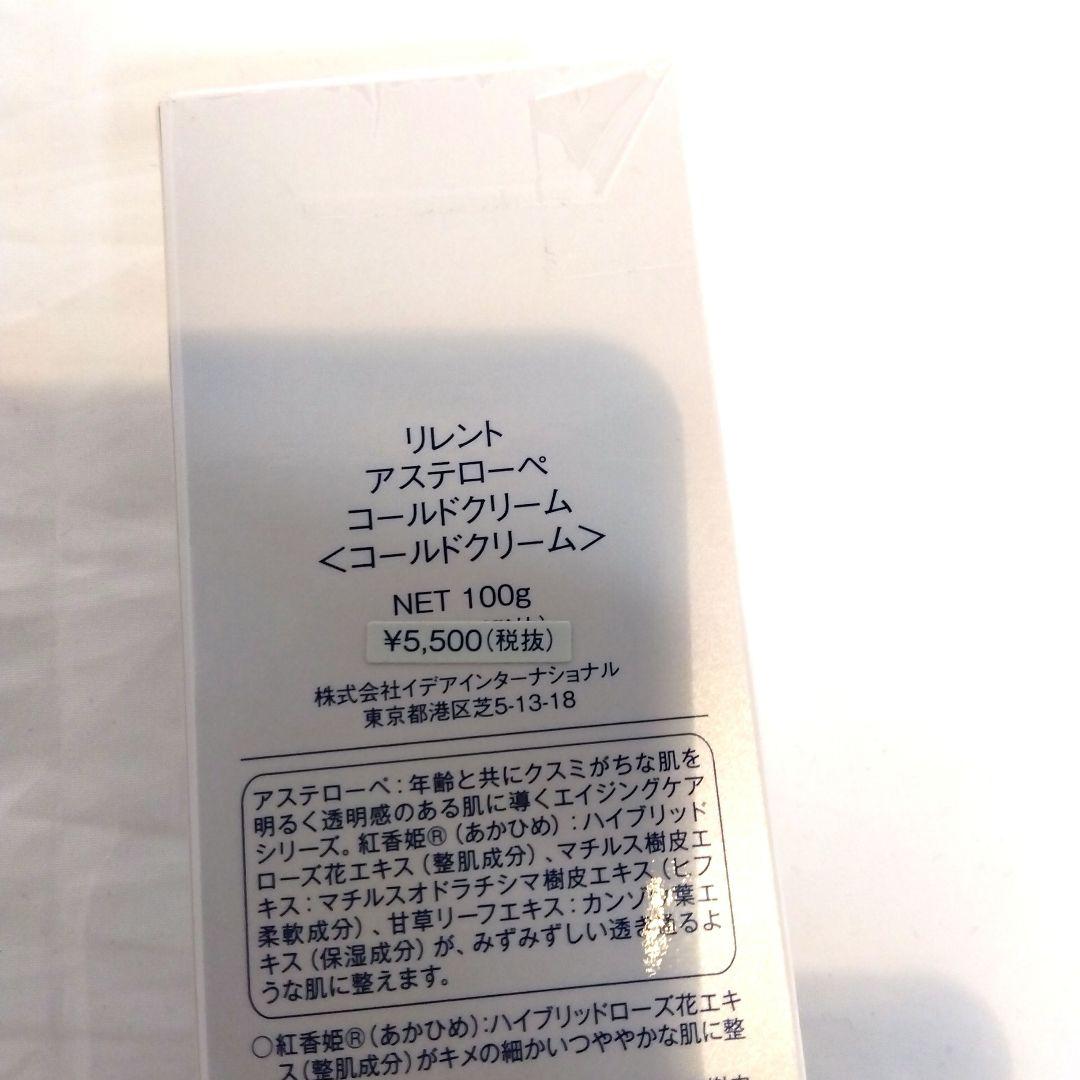 リレント
アステローペ
コールドクリーム
<コールドクリーム>
NET 100g
¥5,500(税抜)
株式会社イデアインターナショナル
東京都港区芝5-13-18
アステローペ:年齢と共にクスミがちな肌を
明るく透明感のある肌に導くエイジングケア
シリーズ。紅香姫®(あかひめ):ハイブリッド
ローズ花エキス(整肌成分)、マチルス樹皮エ
キス:マチルスオドラチシマ樹皮エキス(ヒフ
柔軟成分)、甘草リーフエキス:カンゾウ葉エ
キス(保湿成分)が、みずみずしい透き通るよ
うな肌に整えます。
○紅香姫®(あかひめ):ハイブリッドローズ花エキ
ス(整肌成分)がキメの細かいつややかな肌に整